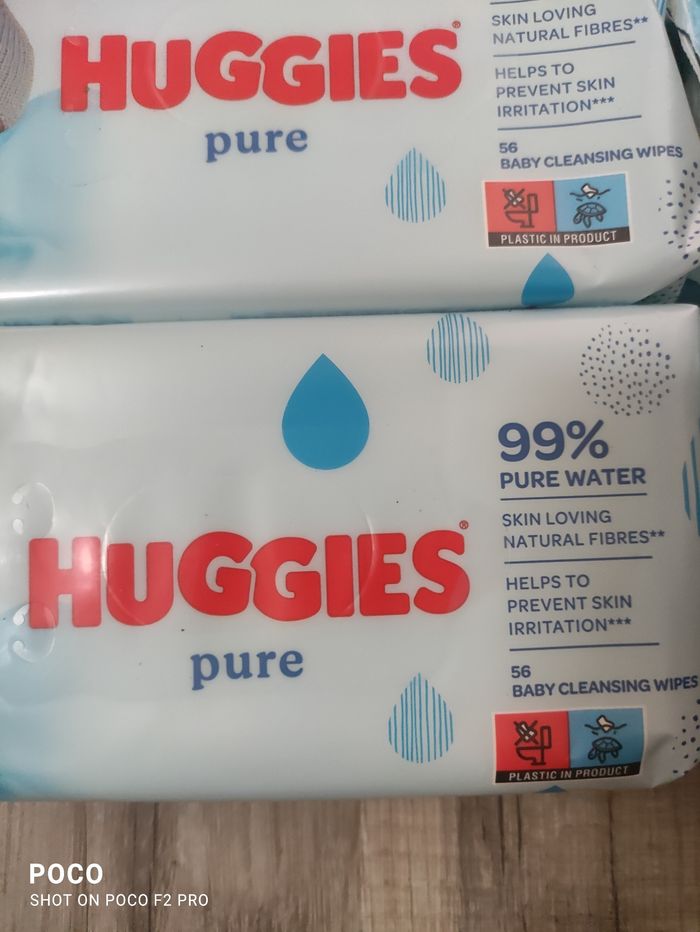 HUGGIES®
pure
SKIN LOVING
NATURAL FIBRES**
HELPS TO
PREVENT SKIN
IRRITATION***
56
BABY CLEANSING WIPES
PLASTIC IN PRODUCT
99%
PURE WATER
SKIN LOVING
NATURAL FIBRES**
HUGGIES®
pure
HELPS TO
PREVENT SKIN
IRRITATION***
56
BABY CLEANSING WIPES
PLASTIC IN PRODUCT
POCO
SHOT ON POCO F2 PRO